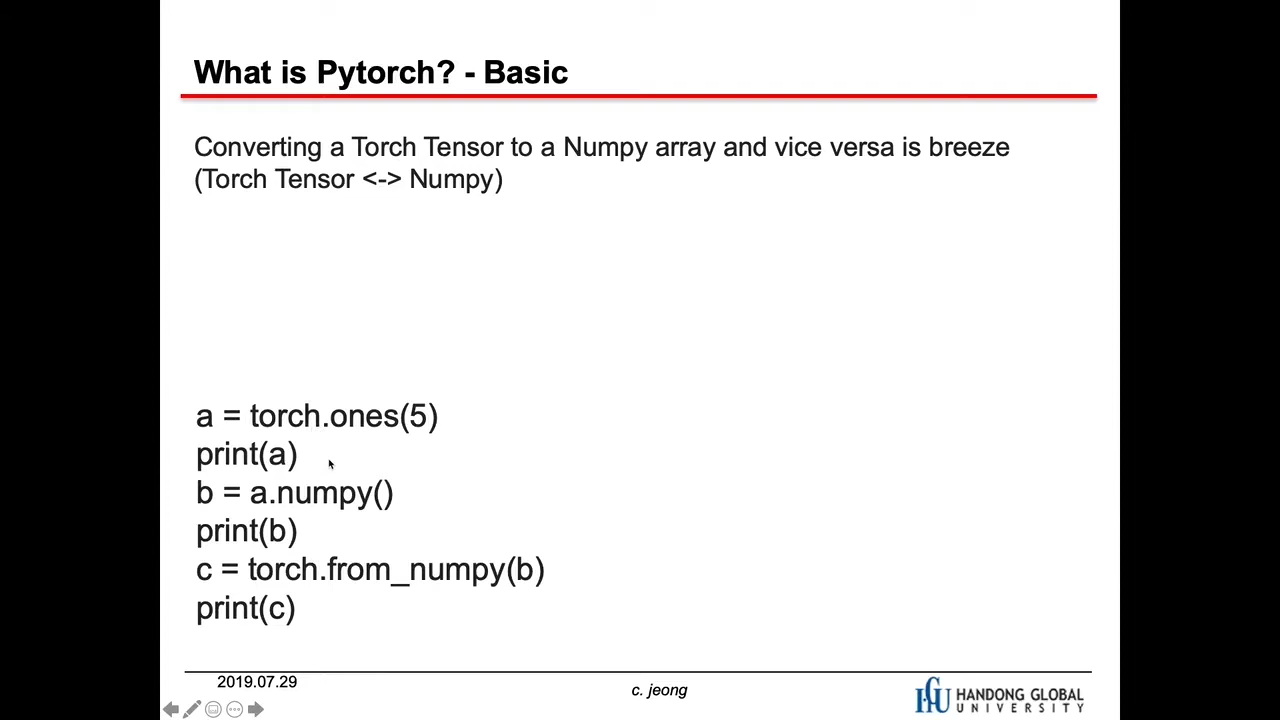 What is Pytorch? - Basic
Converting a Torch Tensor to a Numpy array and vice versa is breeze
(Torch Tensor <-> Numpy)
a = torch.ones(5)
print(a)
b = a.numpy()
print(b)
c = torch.from_numpy(b)
print(c)
2019.07.29
c. jeong
HGU HANDONG GLOBAL
UNIVERSITY